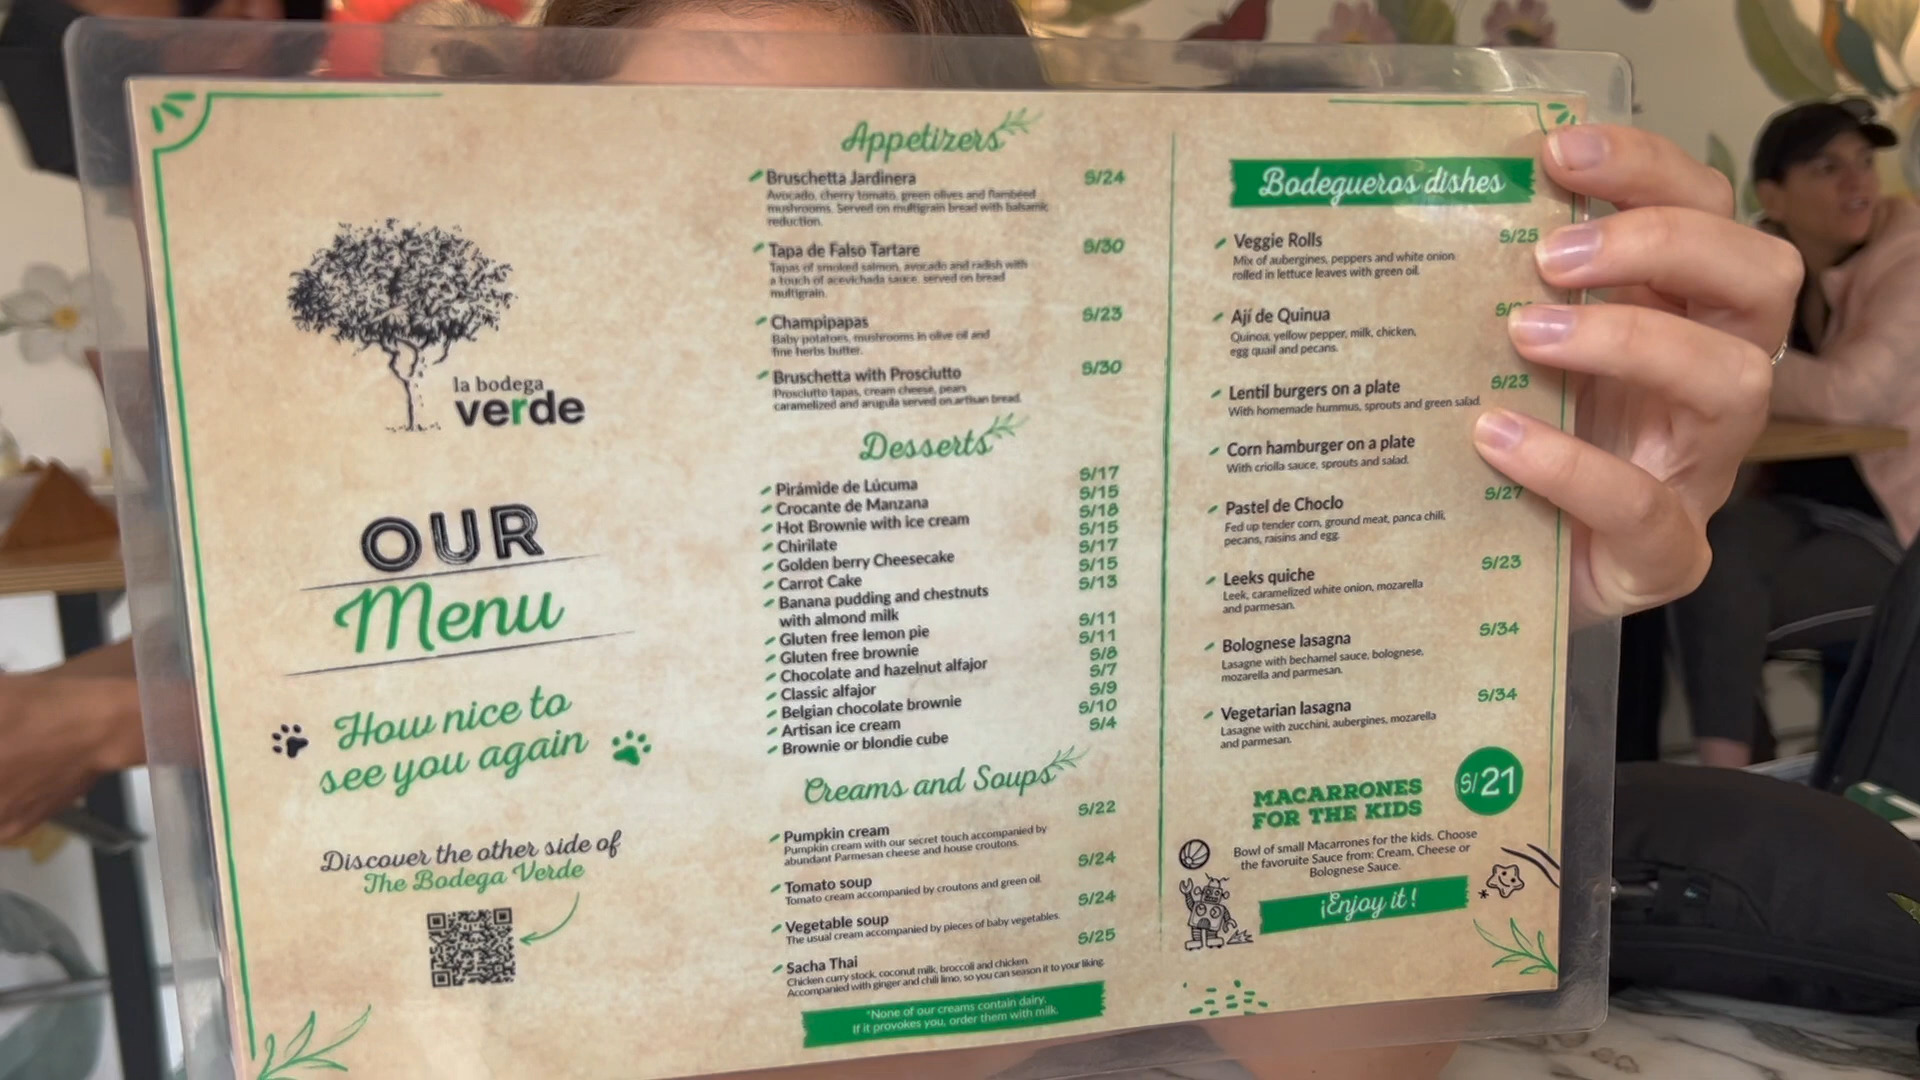 la bodega
verde
OUR
Menu
How nice to
see you again
Discover the other side of
The Bodega Verde
Appetizers
Bruschetta Jardinera S/24
Avocado, cherry tomato, green olives and flambéed
mushrooms. Served on multigrain bread with balsamic
reduction.
Tapa de Falso Tartare S/30
Tapas of smoked salmon, avocado and radish with
a touch of acevichada sauce, served on bread
multigrain.
Champipapas S/23
Baby potatoes, mushrooms in olive oil and
fine herbs butter.
Bruschetta with Prosciutto S/30
Prosciutto tapas, cream cheese, pears
caramelized and arugula served on artisan bread.
Desserts
Pirámide de Lúcuma S/17
Crocante de Manzana S/15
Hot Brownie with ice cream S/18
Chirilate S/15
Golden berry Cheesecake S/17
Carrot Cake S/15
Banana pudding and chestnuts S/13
with almond milk
Gluten free lemon pie S/11
Gluten free brownie S/11
Chocolate and hazelnut alfajor S/8
Classic alfajor S/7
Belgian chocolate brownie S/9
Artisan ice cream S/10
Brownie or blondie cube S/4
Creams and Soups
Pumpkin cream S/22
Pumpkin cream with our secret touch accompanied by
abundant Parmesan cheese and house croutons.
Tomato soup S/24
Tomato cream accompanied by croutons and green oil.
Vegetable soup S/24
The usual cream accompanied by pieces of baby vegetables.
Sacha Thai S/25
Chicken curry stock, coconut milk, broccoli and chicken.
Accompanied with ginger and chili limo, so you can season it to your liking.
*None of our creams contain dairy.
If it provokes you, order them with milk.
Bodegueros dishes
Veggie Rolls S/25
Mix of aubergines, peppers and white onion
rolled in lettuce leaves with green oil.
Ají de Quinua
Quinoa, yellow pepper, milk, chicken,
egg quail and pecans.
Lentil burgers on a plate S/23
With homemade hummus, sprouts and green salad.
Corn hamburger on a plate
With criolla sauce, sprouts and salad.
Pastel de Choclo S/27
Fed up tender corn, ground meat, panca chili,
pecans, raisins and egg.
Leeks quiche S/23
Leek, caramelized white onion, mozarella
and parmesan.
Bolognese lasagna S/34
Lasagne with bechamel sauce, bolognese,
mozarella and parmesan.
Vegetarian lasagna S/34
Lasagne with zucchini, aubergines, mozarella
and parmesan.
MACARRONES
FOR THE KIDS
S/21
Bowl of small Macarrones for the kids. Choose
the favoruite Sauce from: Cream, Cheese or
Bolognese Sauce.
¡Enjoy it!